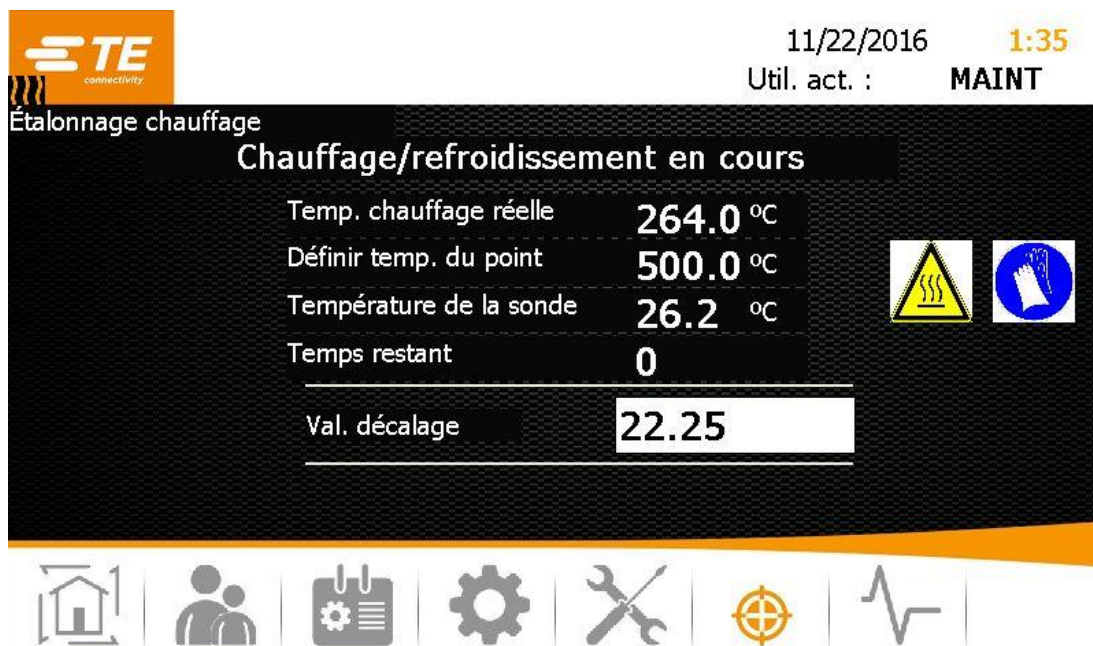 TE
connectivity
11/22/2016 1:35
Util. act. : MAINT
Étalonnage chauffage
Chauffage/refroidissement en cours
Temp. chauffage réelle 264.0 ºC
Définir temp. du point 500.0 ºC
Température de la sonde 26.2 ºC
Temps restant 0
Val. décalage 22.25